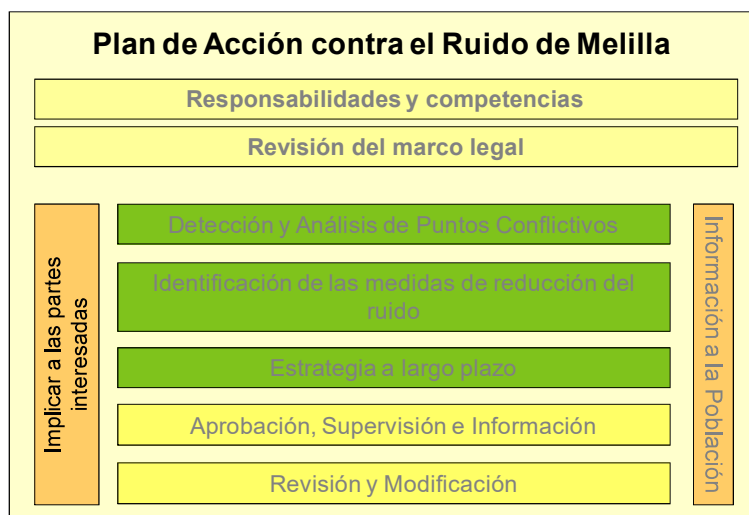 Plan de Acción contra el Ruido de Melilla
Responsabilidades y competencias
Revisión del marco legal
Implicar a las partes
interesadas
Detección y Análisis de Puntos Conflictivos
Identificación de las medidas de reducción del
ruido
Estrategia a largo plazo
Aprobación, Supervisión e Información
Revisión y Modificación
Información a la Población